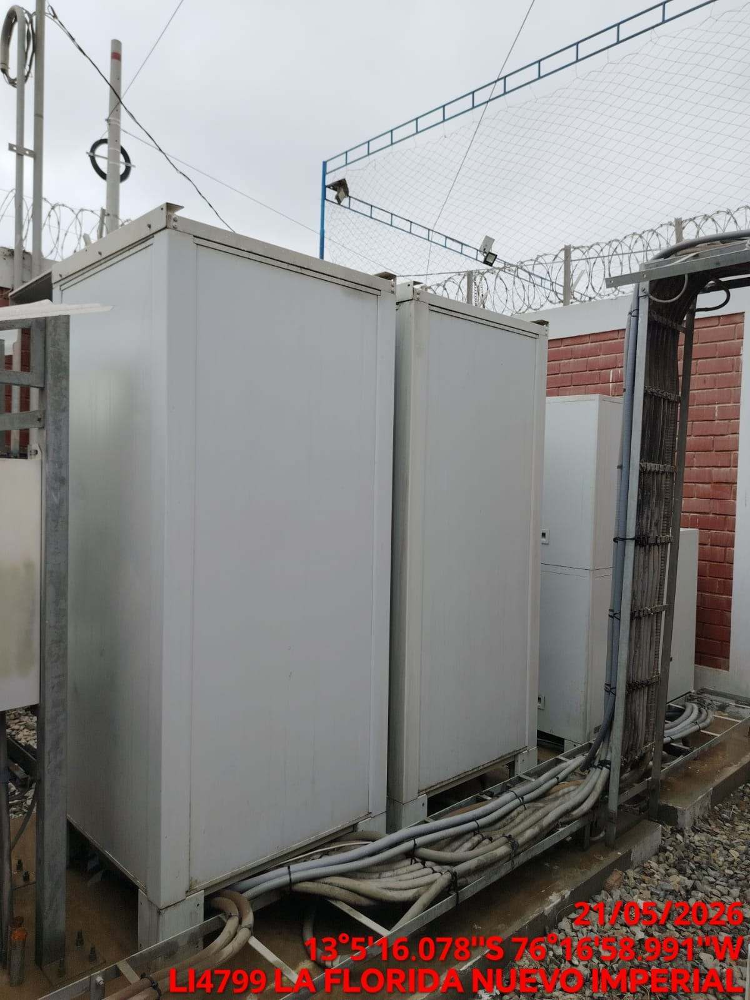 21/05/2026
13°5'16.078"S 76°16'58.991"W
LI4799 LA FLORIDA NUEVO IMPERIAL